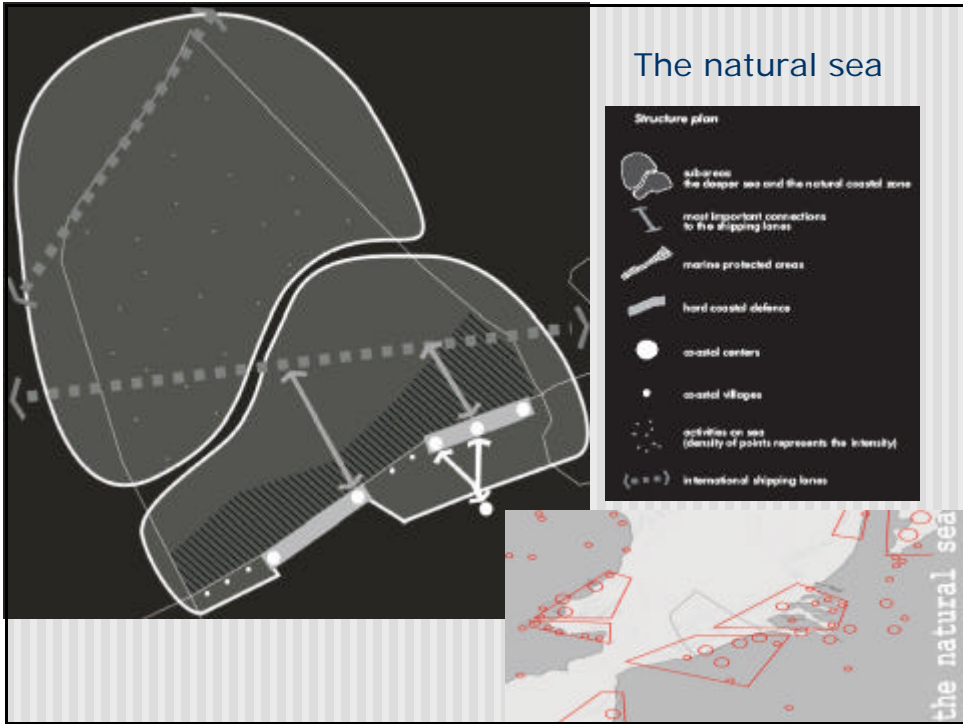 The natural sea
Structure plan
subareas
the deeper sea and the natural coastal zone
most important connections
to the shipping lanes
marine protected areas
hard coastal defence
coastal centers
coastal villages
activities on sea
(density of points represents the intensity)
international shipping lanes
the natural sea